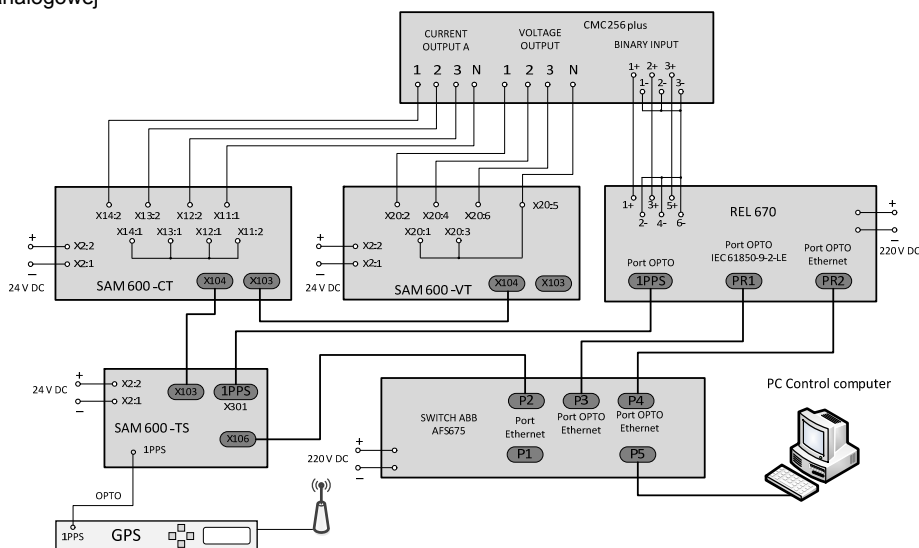 analogowej
CMC256 plus
CURRENT OUTPUT A
VOLTAGE OUTPUT
BINARY INPUT
1 2 3 N 1 2 3 N
1+ 2+ 3+
1- 2- 3-
X14:2 X13:2 X12:2 X11:1
X14:1 X13:1 X12:1 X11:2
+
X2:2
X2:1
–
24 V DC
SAM 600 -CT
X104 X103
X20:2 X20:4 X20:6 X20:5
X20:1 X20:3
+
X2:2
X2:1
–
24 V DC
SAM 600 -VT
X104 X103
1+ 3+ 5+
2- 4- 6-
REL 670
+
–
220 V DC
Port OPTO
1PPS
Port OPTO
IEC 61850-9-2-LE
PR1
Port OPTO
Ethernet
PR2
24 V DC
+
X2:2
X2:1
–
X103
1PPS
X301
SAM 600 -TS
X106
1PPS
OPTO
1PPS
GPS
SWITCH ABB
AFS675
220 V DC
+
–
P2
Port
Ethernet
P1
P3
Port OPTO
Ethernet
P4
Port OPTO
Ethernet
P5
PC Control computer